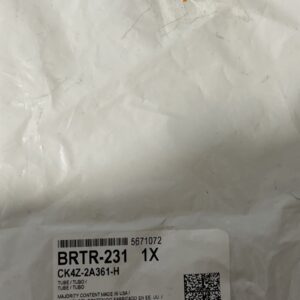 5671072
BRTR-231 1X
CK4Z-2A361-H
TUBE / TUBO /
TUBE / TUBO
MAJORITY CONTENT MADE IN USA /